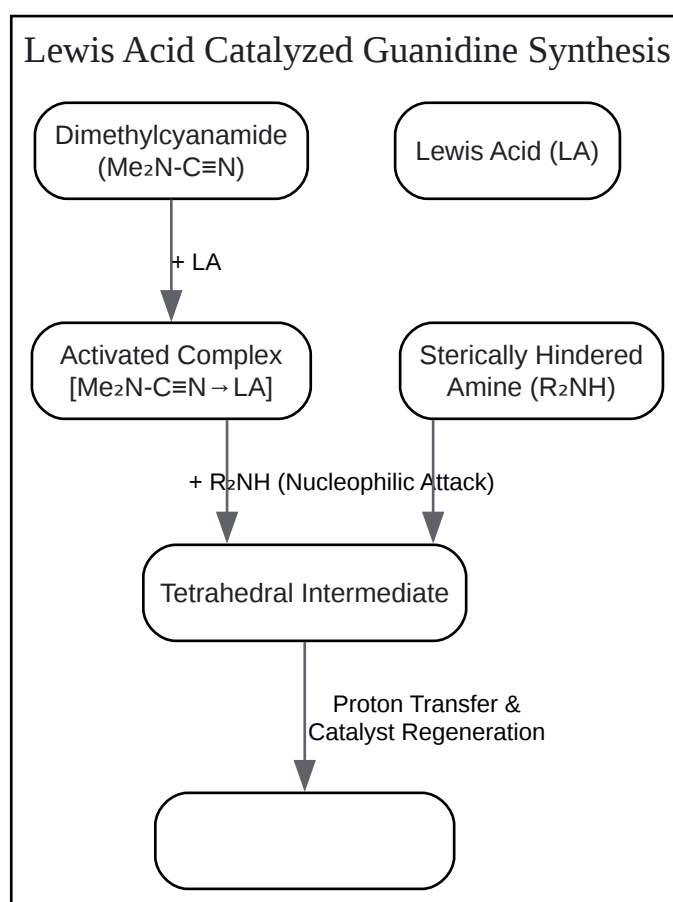 Lewis Acid Catalyzed Guanidine Synthesis
Dimethylcyanamide
(Me₂N-C≡N)
Lewis Acid (LA)
+ LA
Activated Complex
[Me₂N-C≡N→LA]
Sterically Hindered
Amine (R₂NH)
+ R₂NH (Nucleophilic Attack)
Tetrahedral Intermediate
Proton Transfer &
Catalyst Regeneration